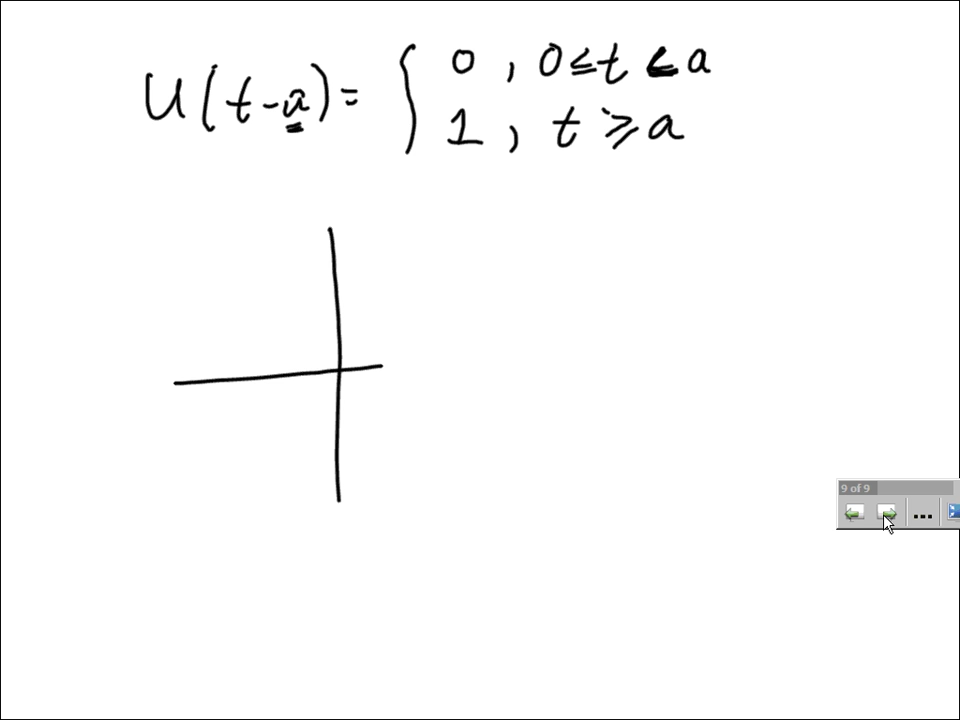 U(t-a) = { 0 , 0 ≤ t < a
1 , t ≥ a
9 of 9
...